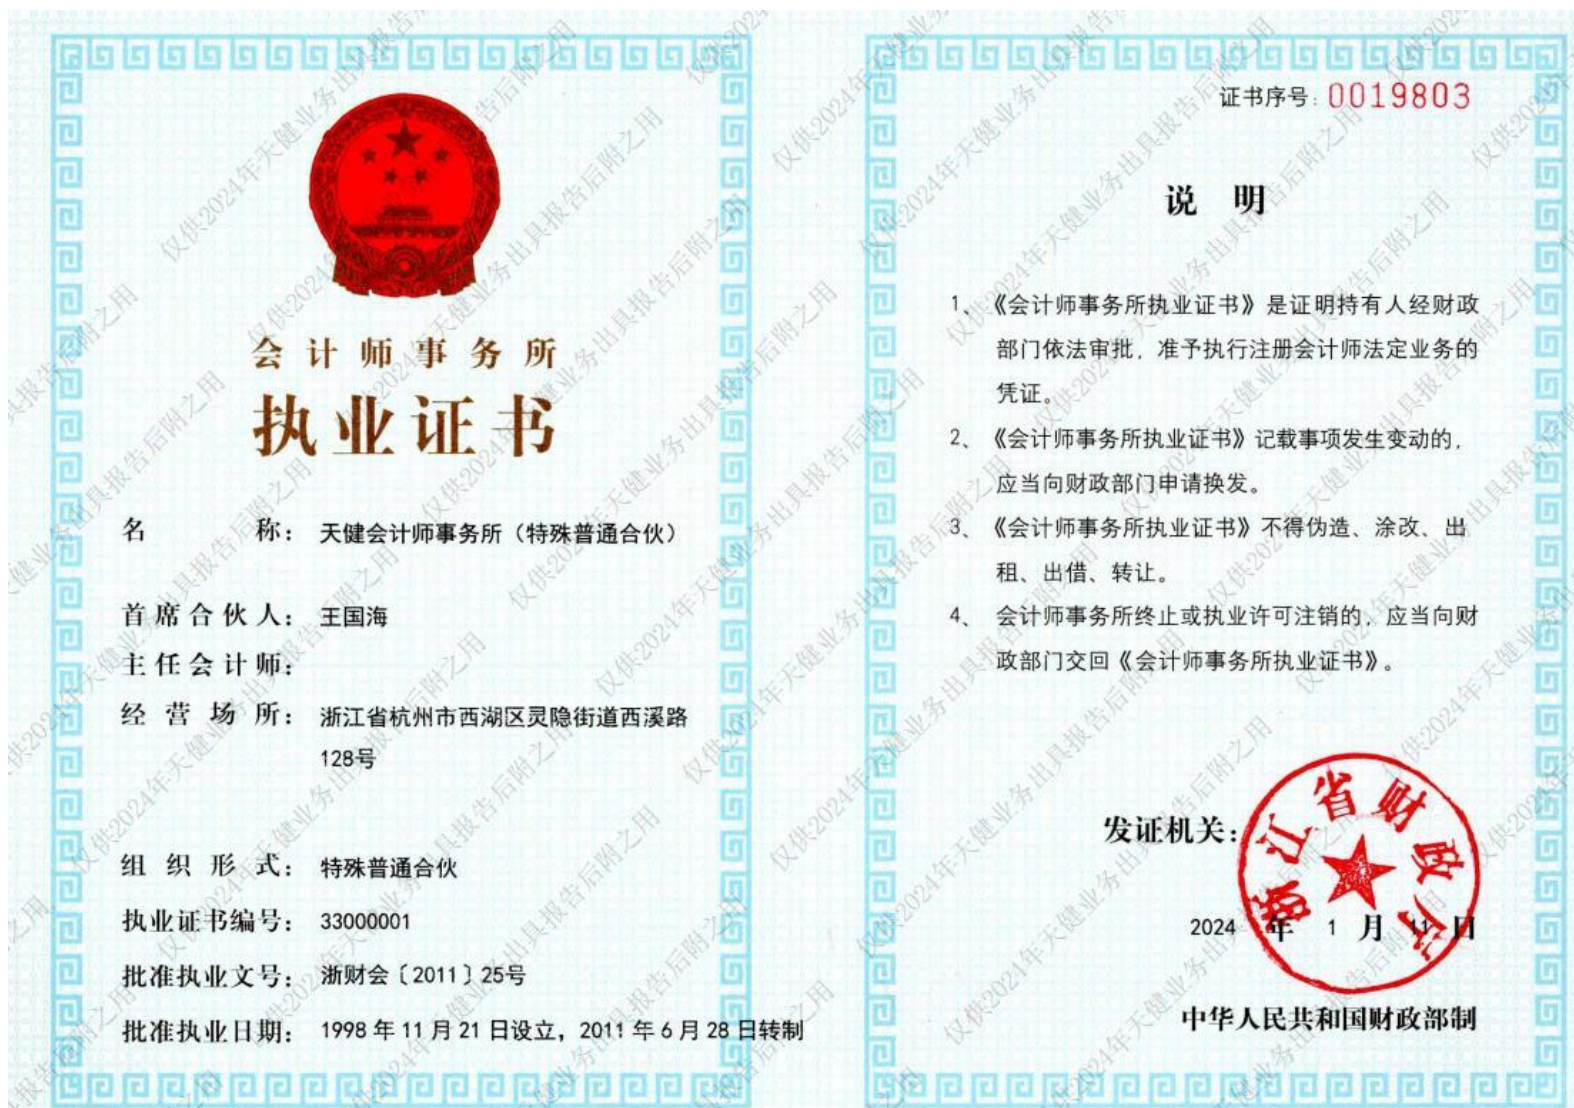 会计师事务所
执业证书
名称：天健会计师事务所（特殊普通合伙）
首席合伙人：王国海
主任会计师：
经营场所：浙江省杭州市西湖区灵隐街道西溪路
128号
组织形式：特殊普通合伙
执业证书编号：33000001
批准执业文号：浙财会〔2011〕25号
批准执业日期：1998年11月21日设立，2011年6月28日转制
证书序号：0019803
说明
1、《会计师事务所执业证书》是证明持有人经财政
部门依法审批，准予执行注册会计师法定业务的
凭证。
2、《会计师事务所执业证书》记载事项发生变动的，
应当向财政部门申请换发。
3、《会计师事务所执业证书》不得伪造、涂改、出
租、出借、转让。
4、会计师事务所终止或执业许可注销的，应当向财
政部门交回《会计师事务所执业证书》。
发证机关：
浙江省财政厅
2024年1月11日
中华人民共和国财政部制
仅供2024年天健业务出具报告后附之用